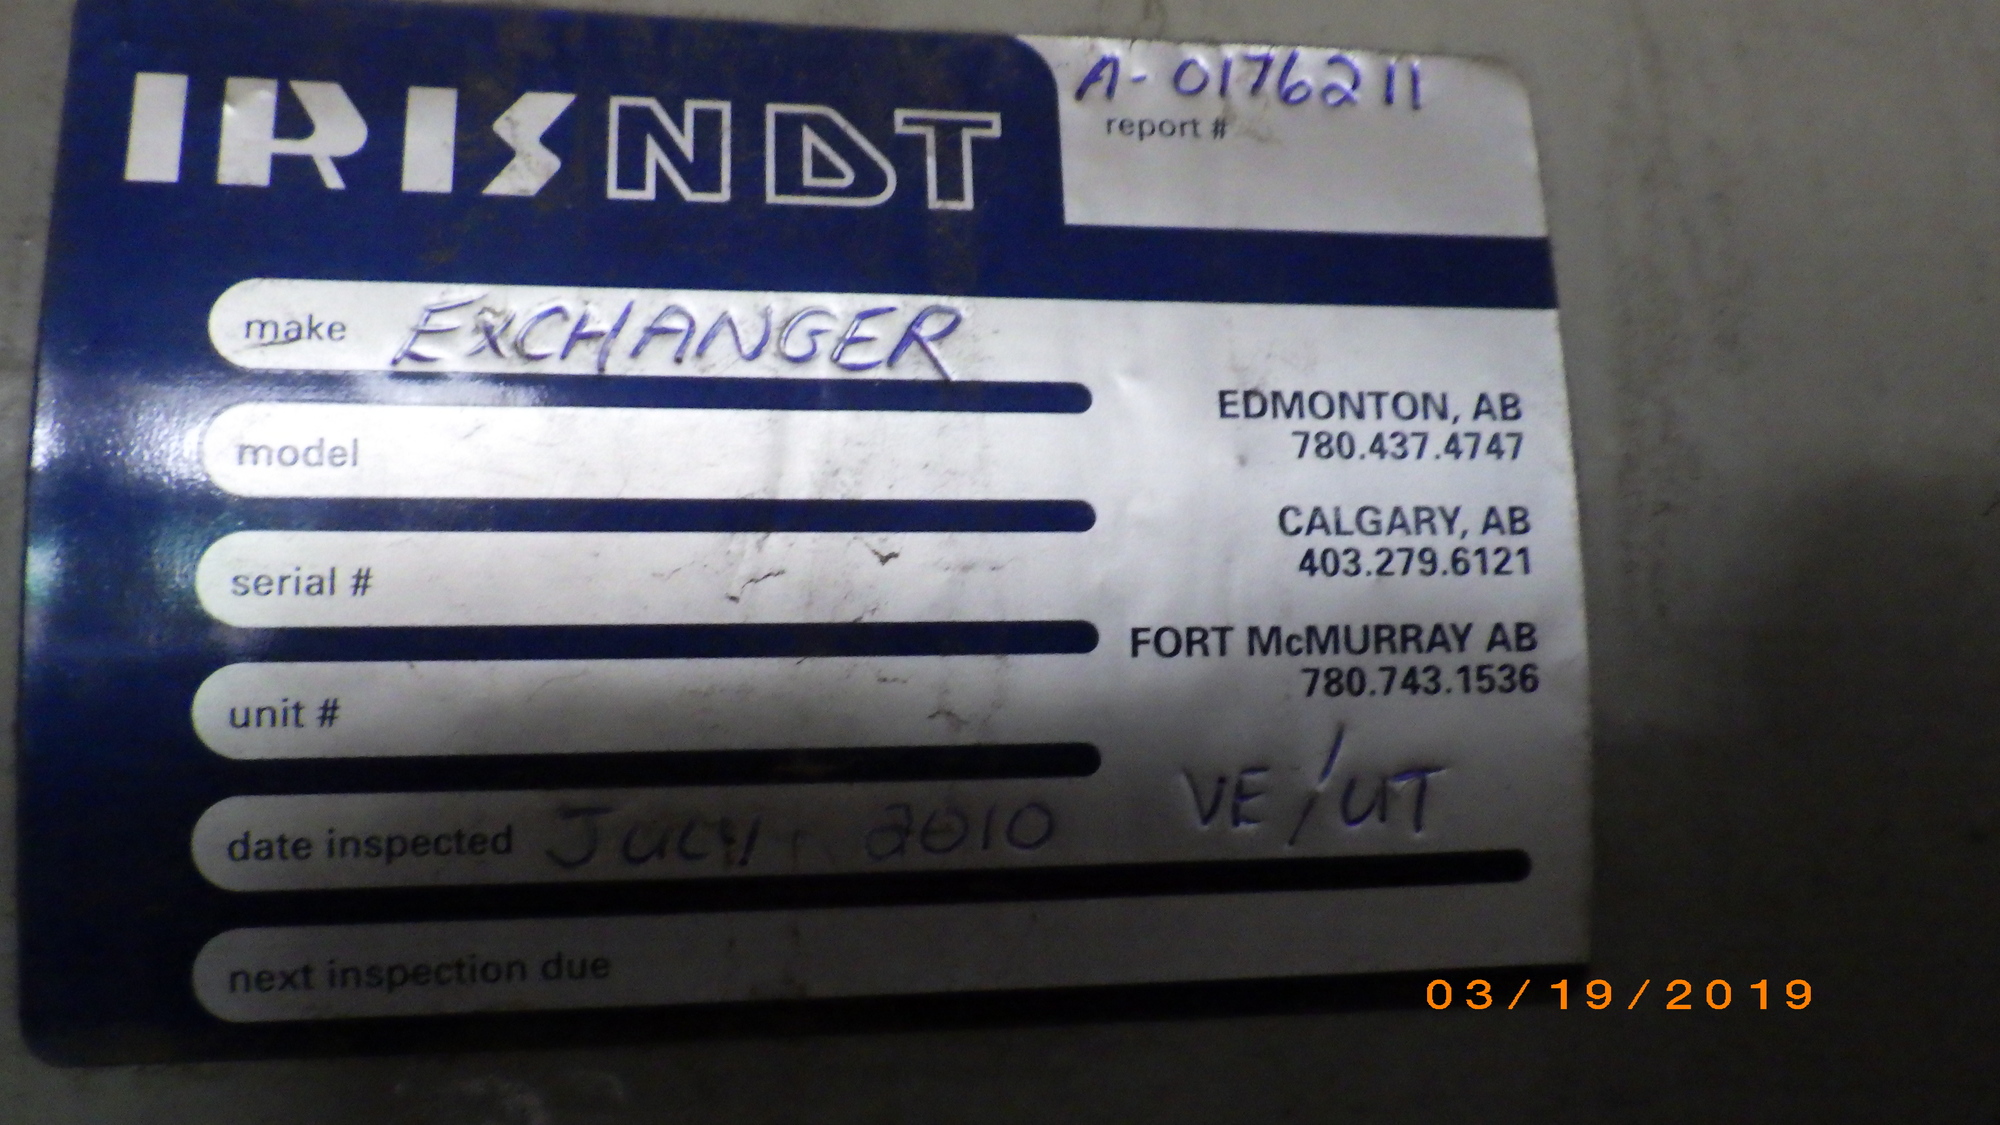 IRISNDT
A-0176211
report #
make EXCHANGER
model
serial #
unit #
date inspected JULY 2010
next inspection due
EDMONTON, AB
780.437.4747
CALGARY, AB
403.279.6121
FORT McMURRAY AB
780.743.1536
VE/UT
03/19/2019